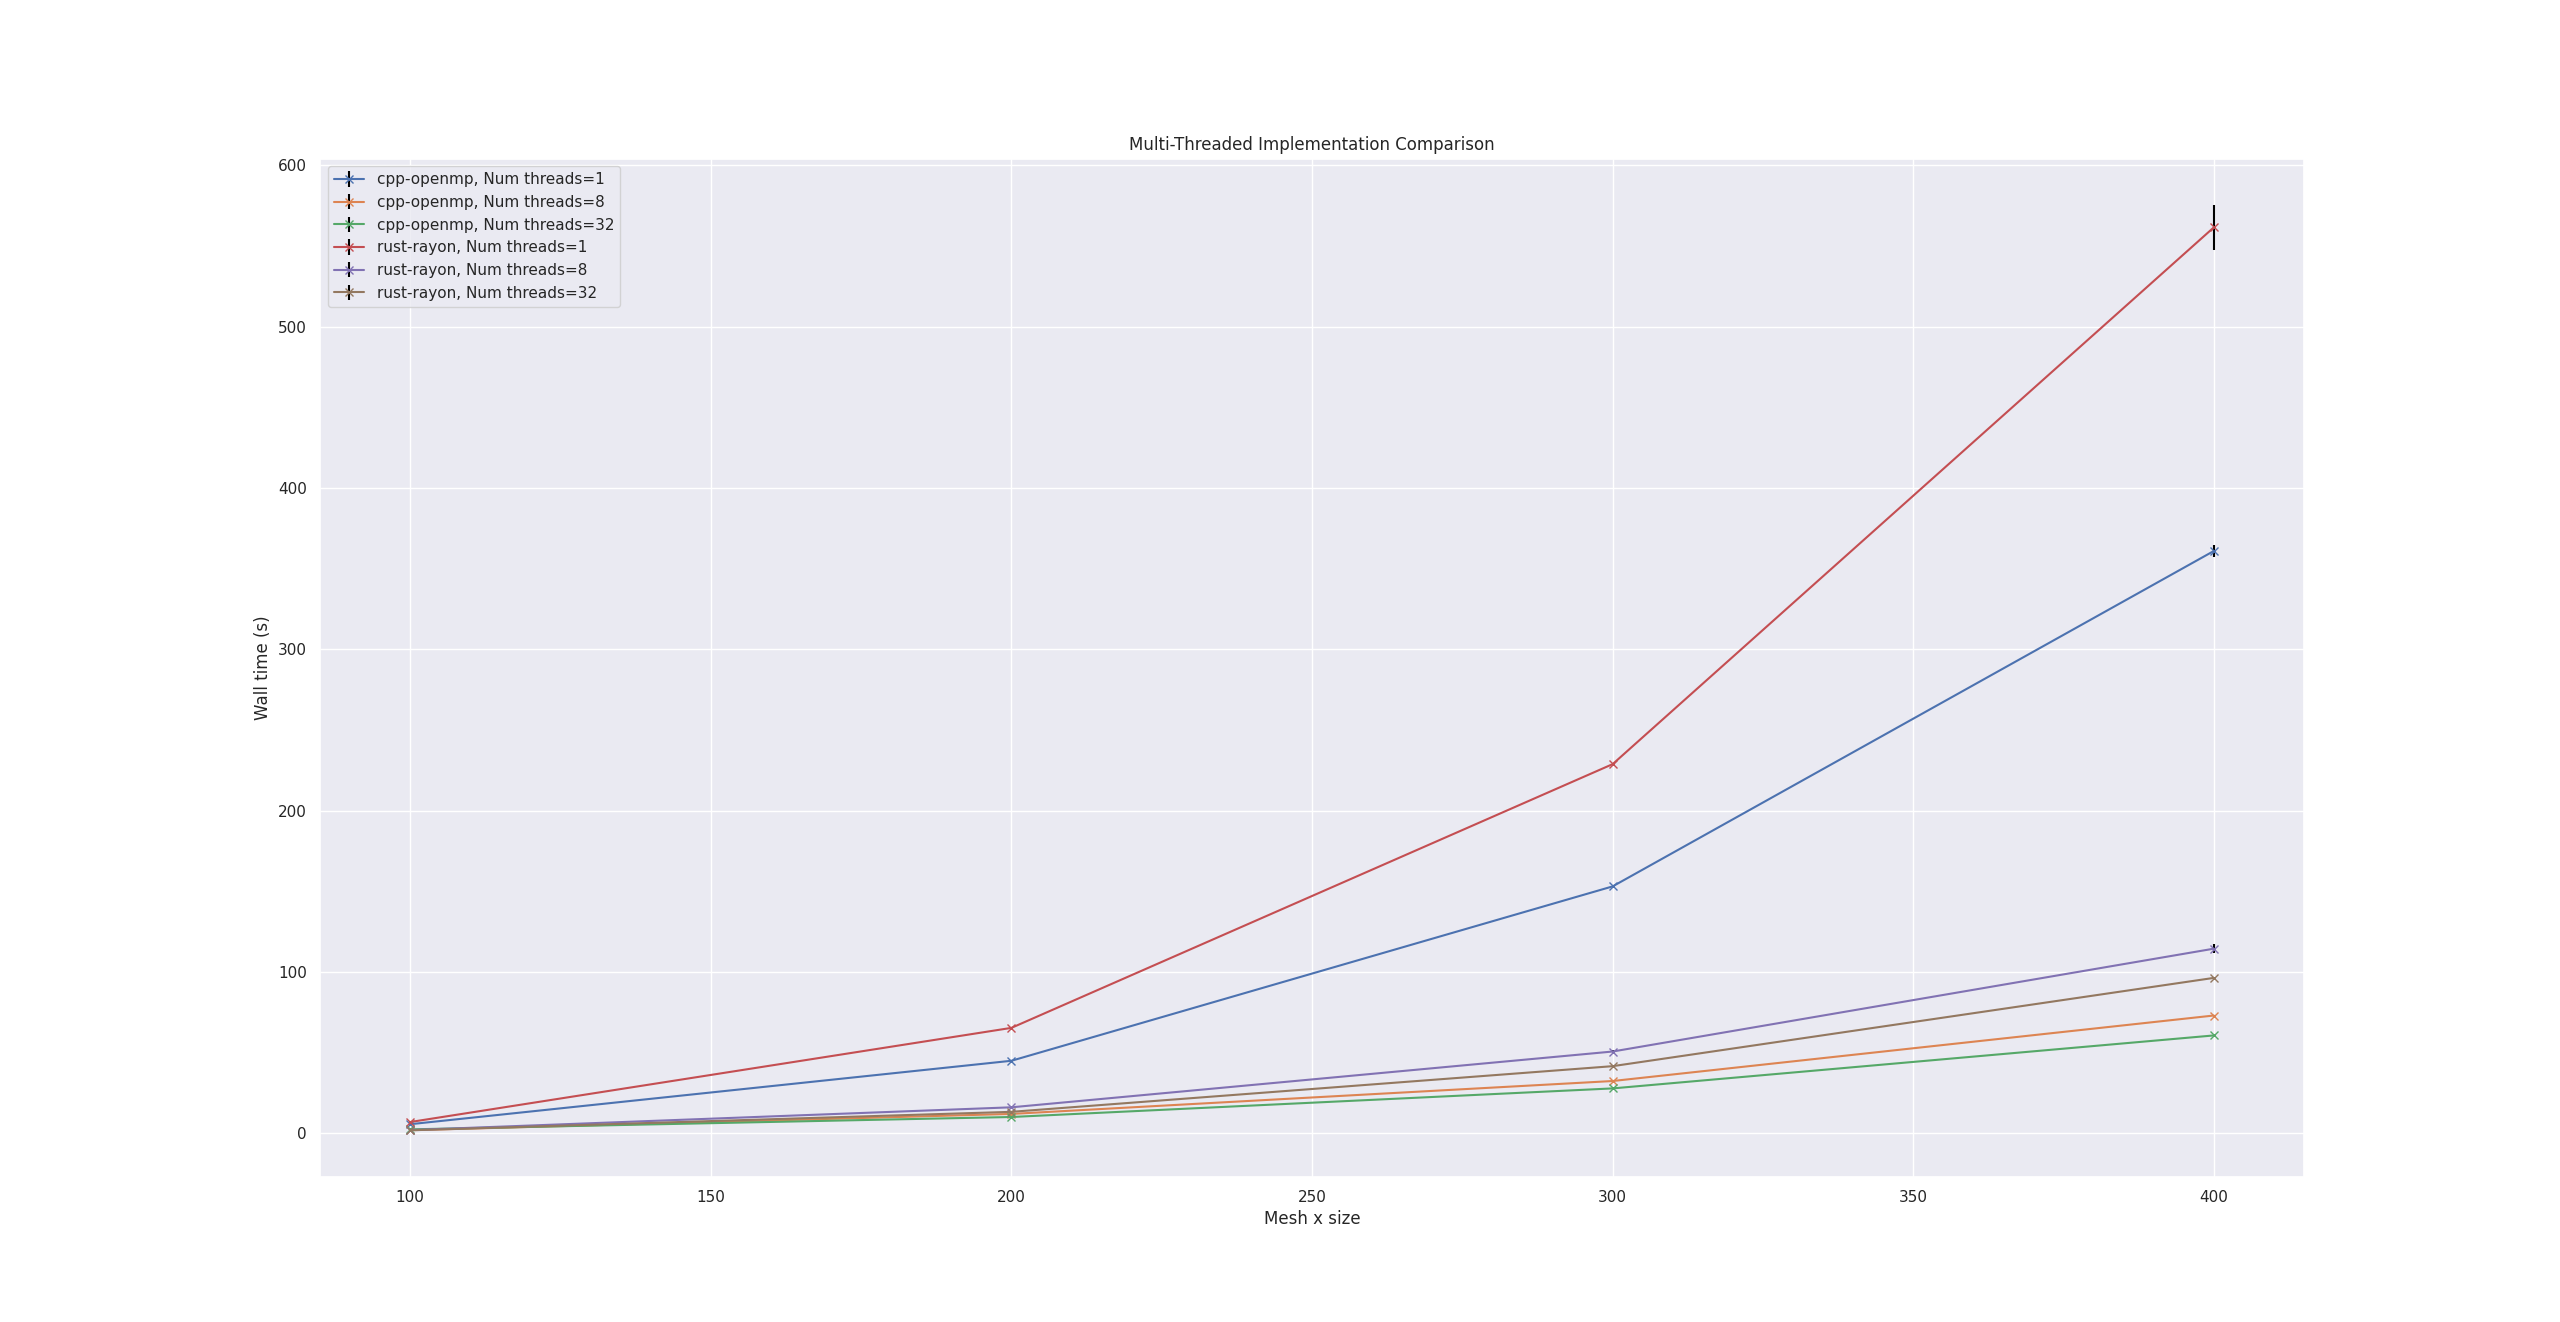 Multi-Threaded Implementation Comparison
600
500
400
300
200
100
0
Wall time (s)
cpp-openmp, Num threads=1
cpp-openmp, Num threads=8
cpp-openmp, Num threads=32
rust-rayon, Num threads=1
rust-rayon, Num threads=8
rust-rayon, Num threads=32
100 150 200 250 300 350 400
Mesh x size